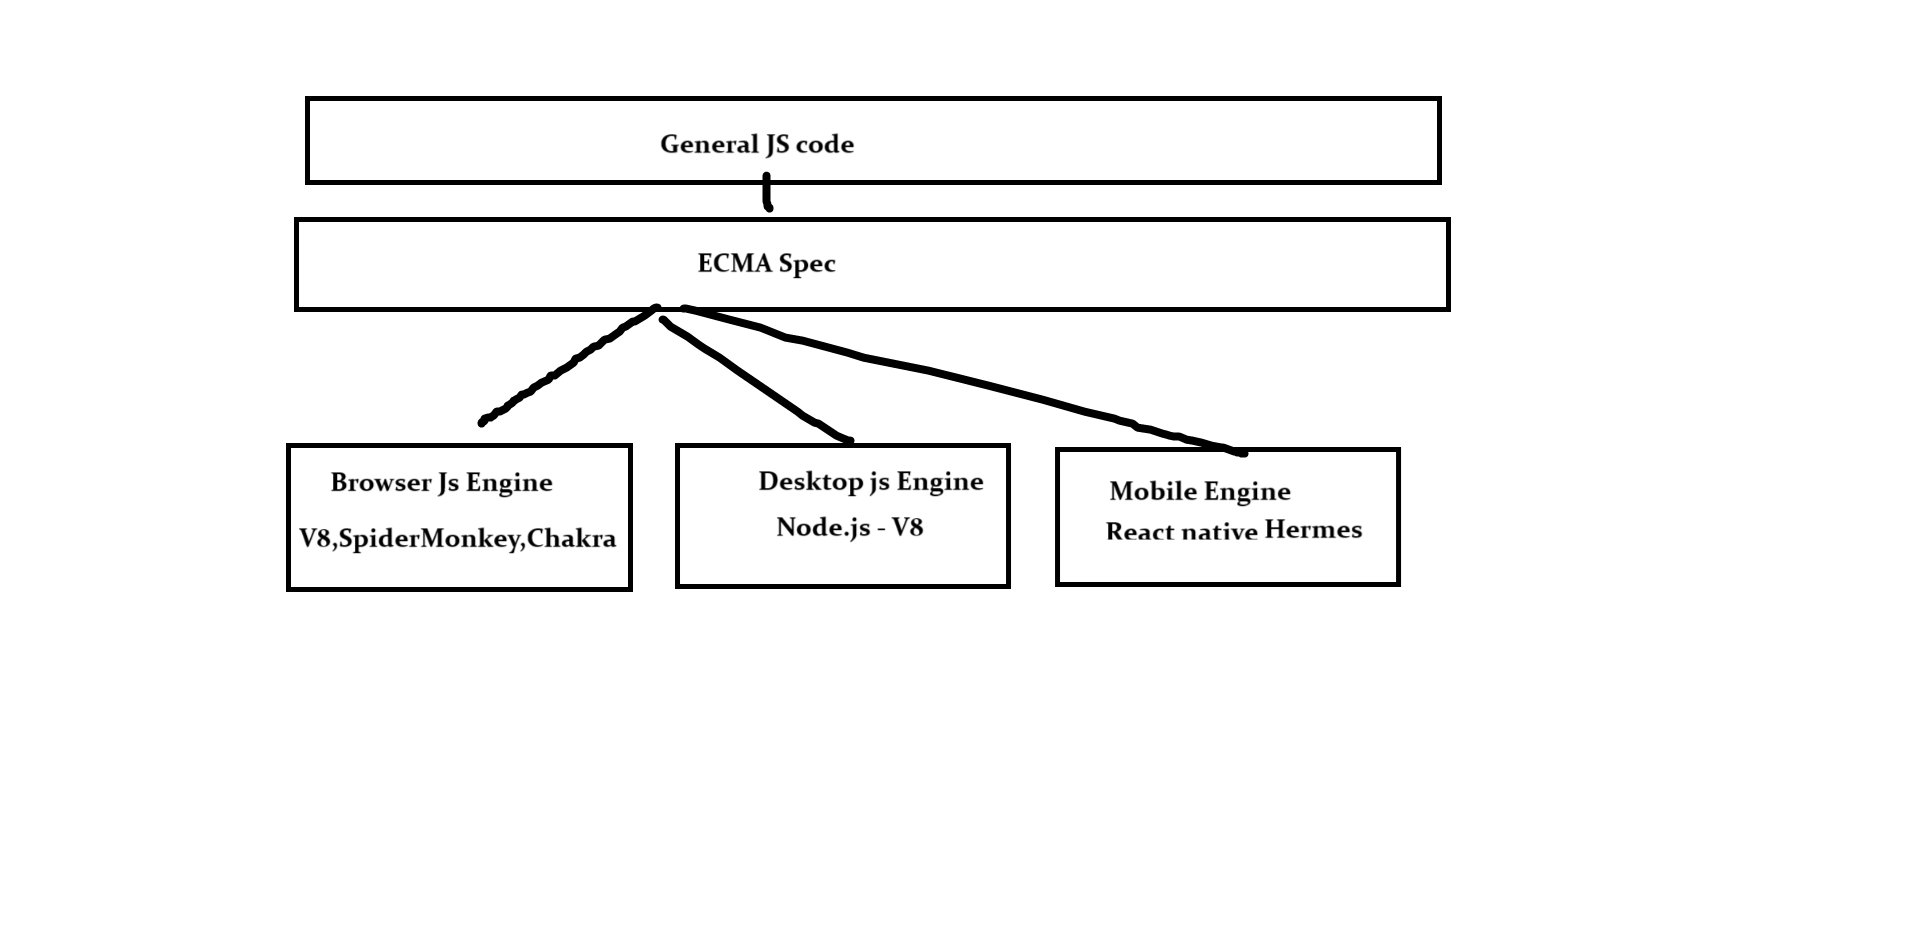 General JS code
ECMA Spec
Browser Js Engine
V8,SpiderMonkey,Chakra
Desktop js Engine
Node.js - V8
Mobile Engine
React native Hermes